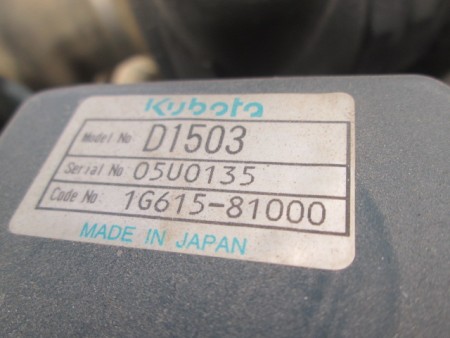 Kubota
Model No D1503
Serial No 05U0135
Code No 1G615-81000
MADE IN JAPAN